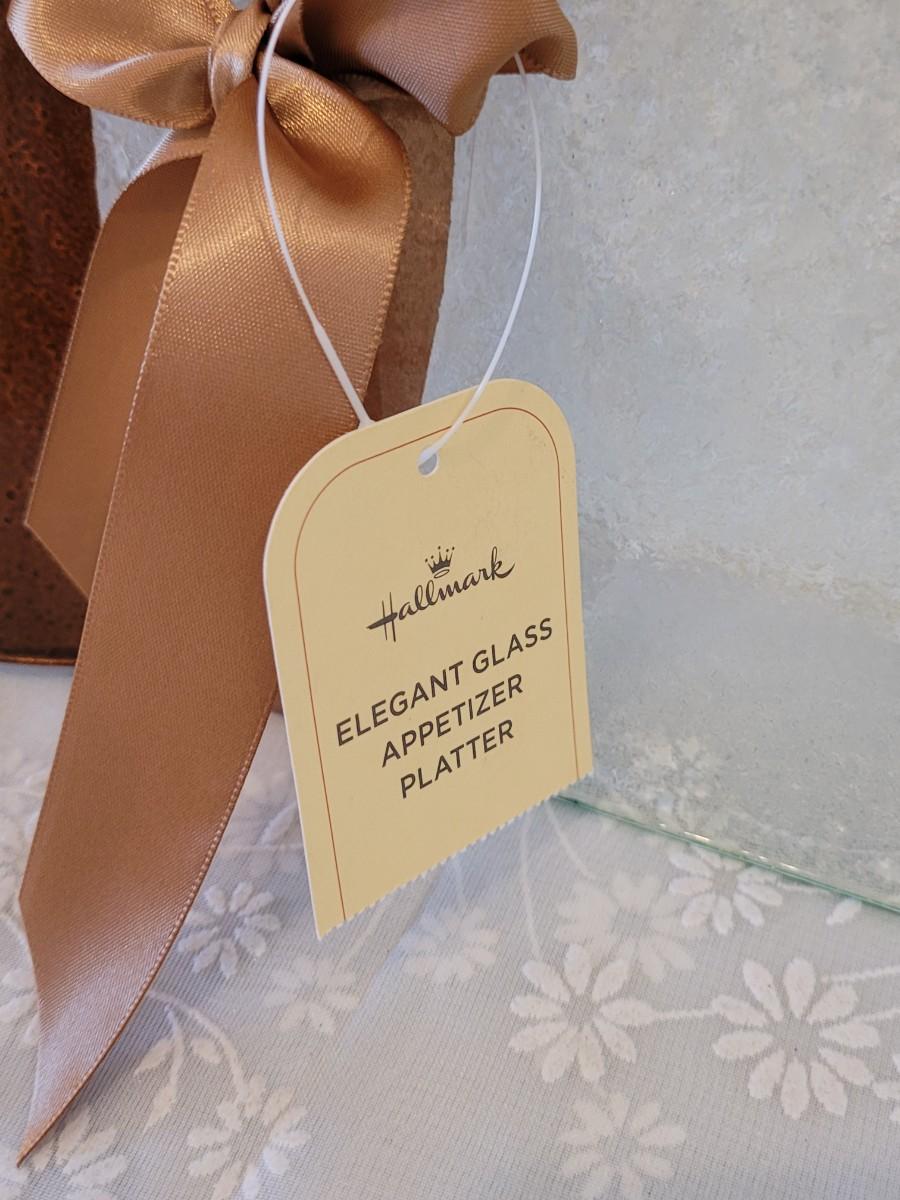 Hallmark
ELEGANT GLASS
APPETIZER
PLATTER